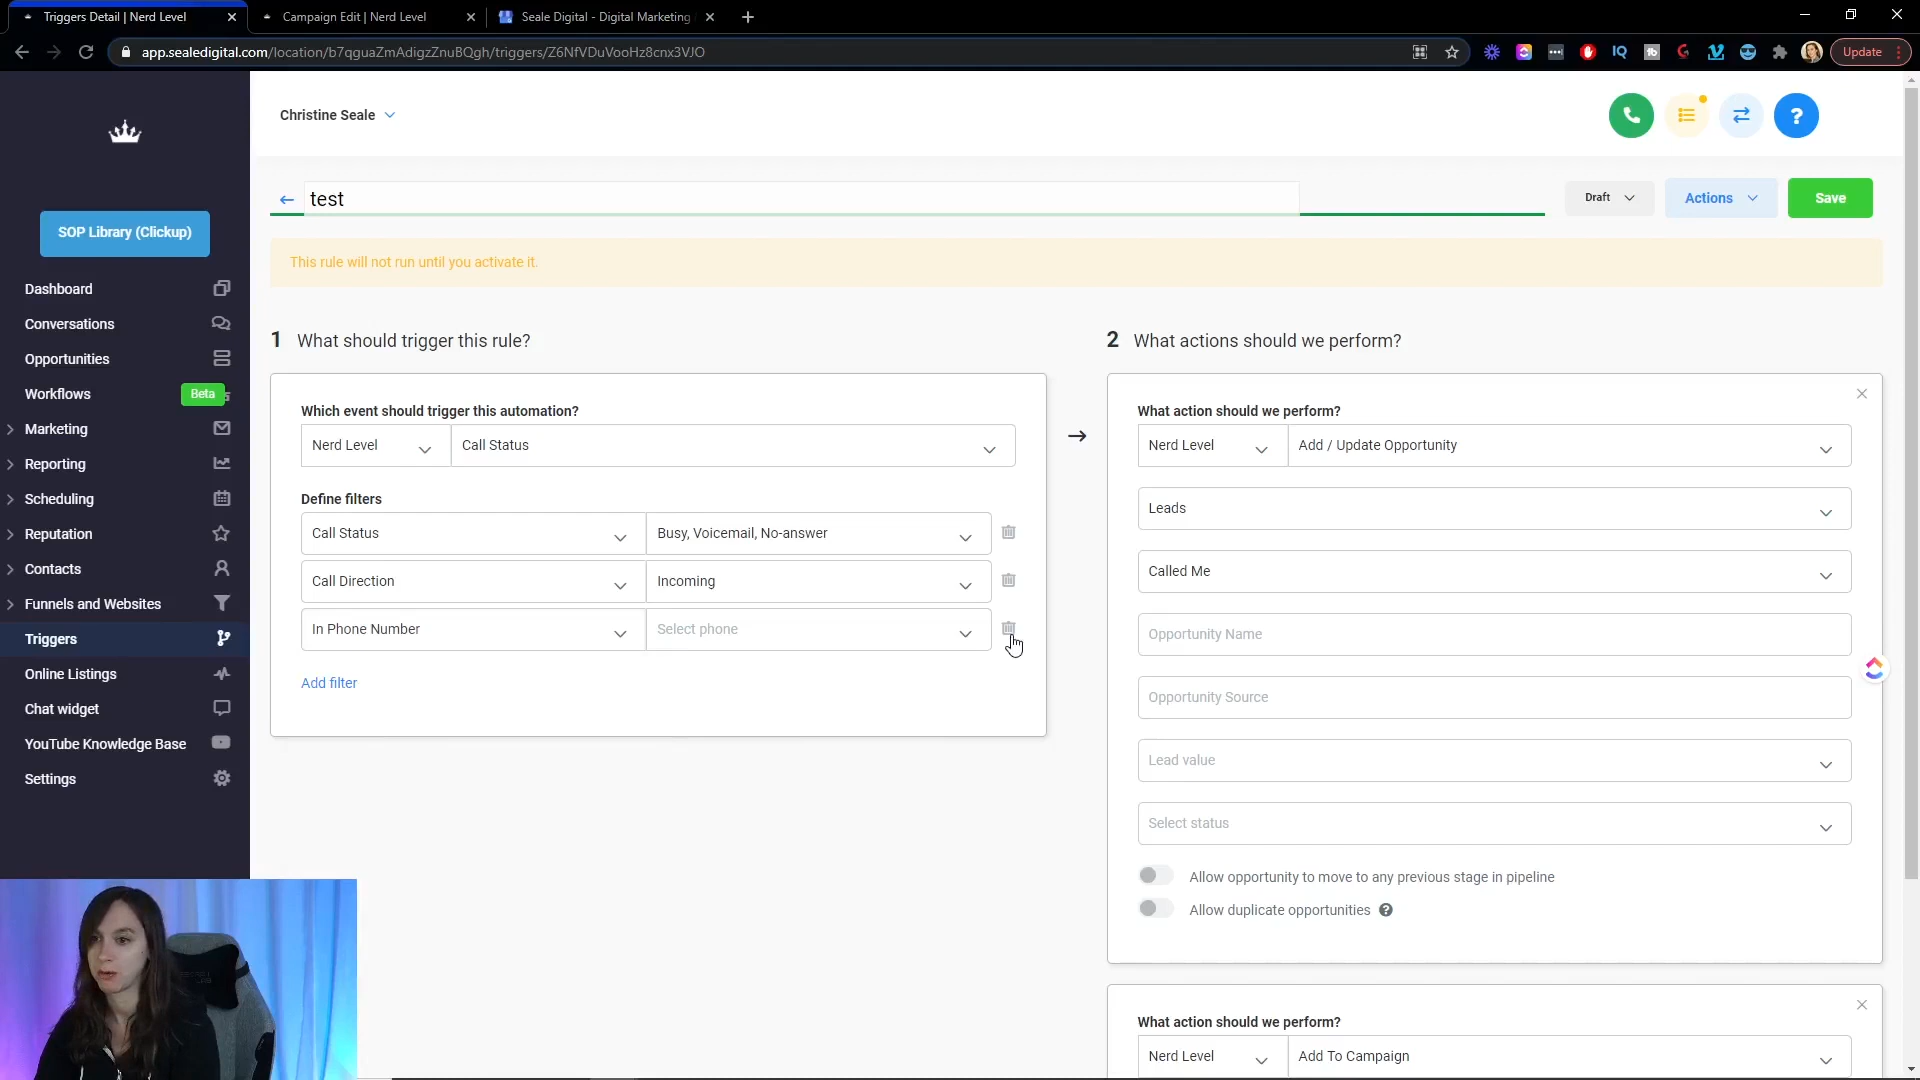 Triggers Detail | Nerd Level
Campaign Edit | Nerd Level
Seale Digital - Digital Marketing
app.sealedigital.com/location/b7qguaZmAdigzZnuBQgh/triggers/Z6NfVDuVooHz8cnx3VJO
Update
Christine Seale
SOP Library (Clickup)
Dashboard
Conversations
Opportunities
Workflows
Beta
Marketing
Reporting
Scheduling
Reputation
Contacts
Funnels and Websites
Triggers
Online Listings
Chat widget
YouTube Knowledge Base
Settings
test
Draft
Actions
Save
This rule will not run until you activate it.
1 What should trigger this rule?
Which event should trigger this automation?
Nerd Level
Call Status
Define filters
Call Status
Busy, Voicemail, No-answer
Call Direction
Incoming
In Phone Number
Select phone
Add filter
2 What actions should we perform?
What action should we perform?
Nerd Level
Add / Update Opportunity
Leads
Called Me
Opportunity Name
Opportunity Source
Lead value
Select status
Allow opportunity to move to any previous stage in pipeline
Allow duplicate opportunities ?
What action should we perform?
Nerd Level
Add To Campaign